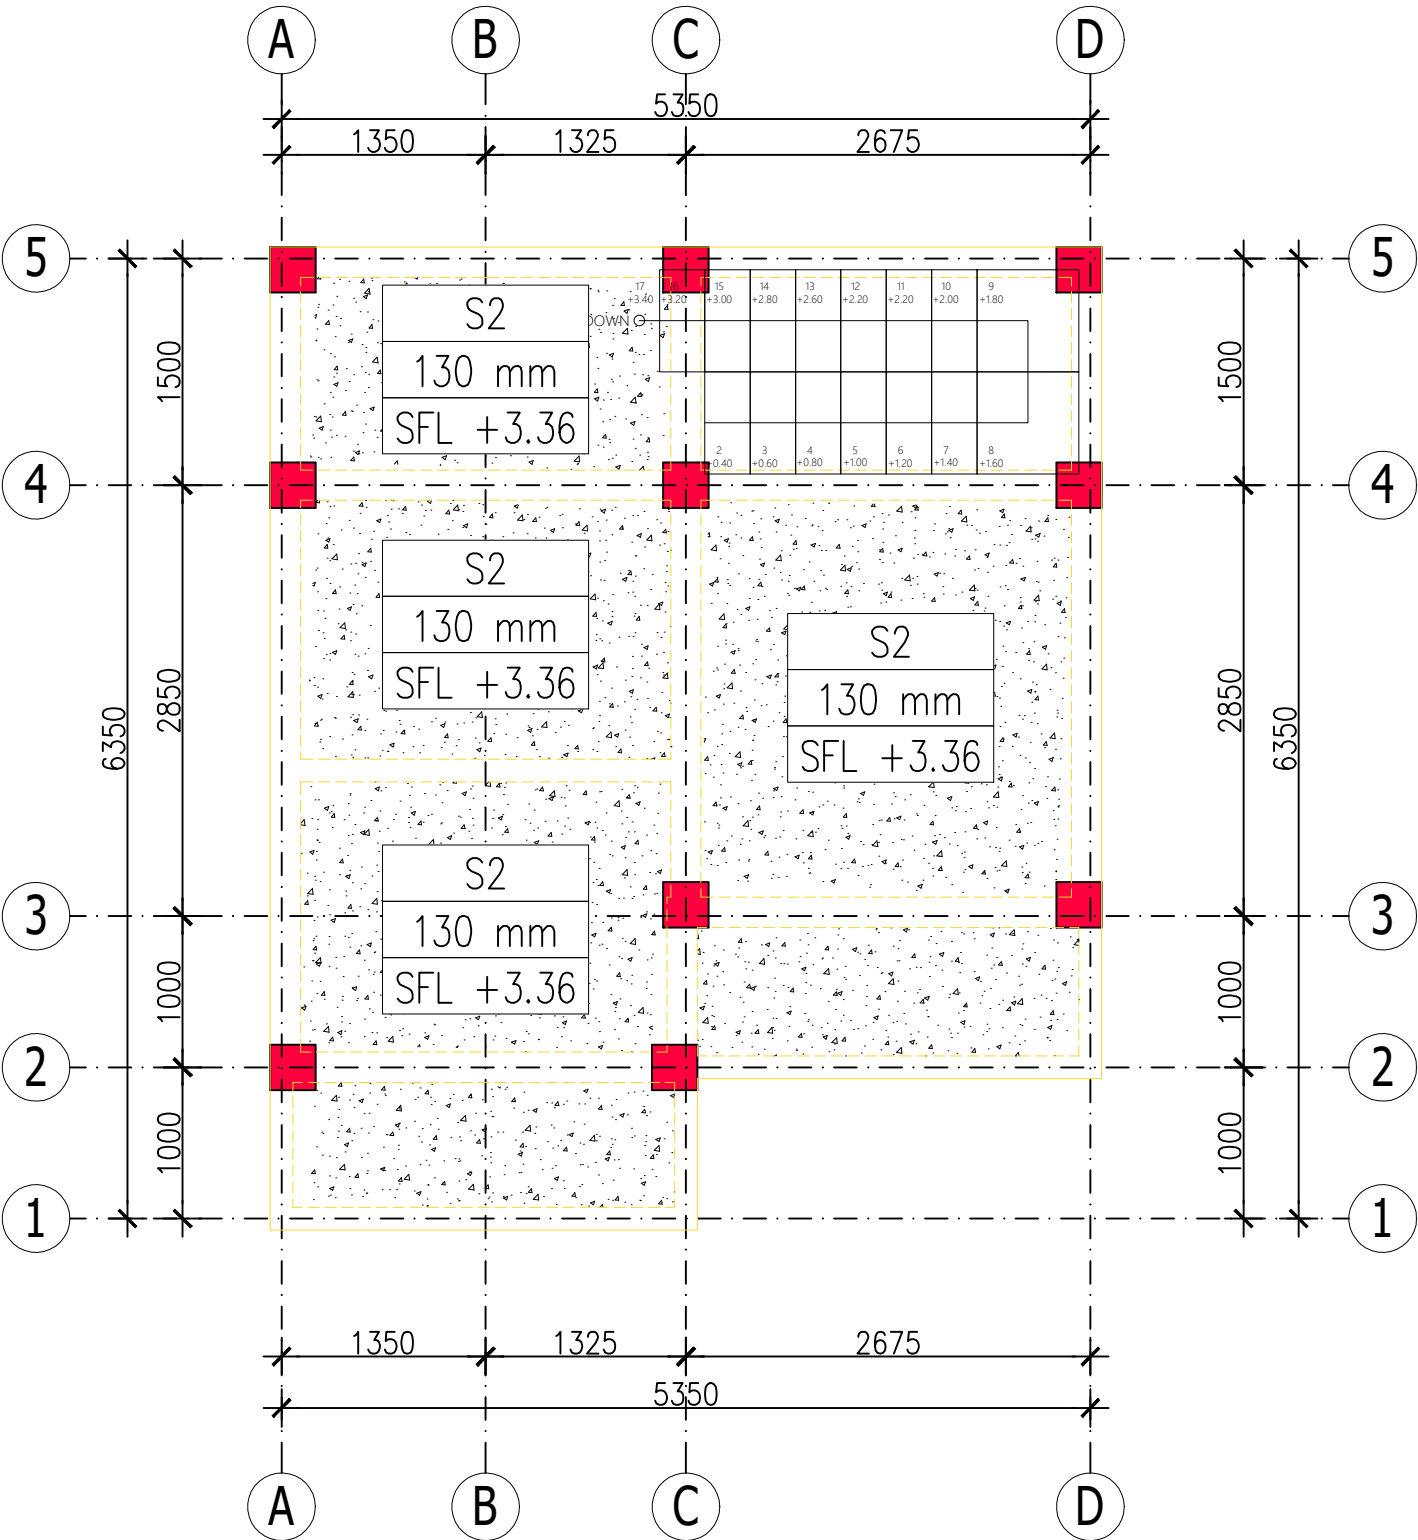 A B C D
5350
1350 1325 2675
5 5
17 16 15 14 13 12 11 10 9
+3.40 +3.20 +3.00 +2.80 +2.60 +2.20 +2.20 +2.00 +1.80
S2
DOWN
1500 1500
130 mm
SFL +3.36
2 3 4 5 6 7 8
+0.40 +0.60 +0.80 +1.00 +1.20 +1.40 +1.60
4 4
S2
130 mm
SFL +3.36
S2
130 mm
SFL +3.36
2850 2850
6350 6350
S2
130 mm
SFL +3.36
3 3
1000 1000
2 2
1000 1000
1 1
1350 1325 2675
5350
A B C D